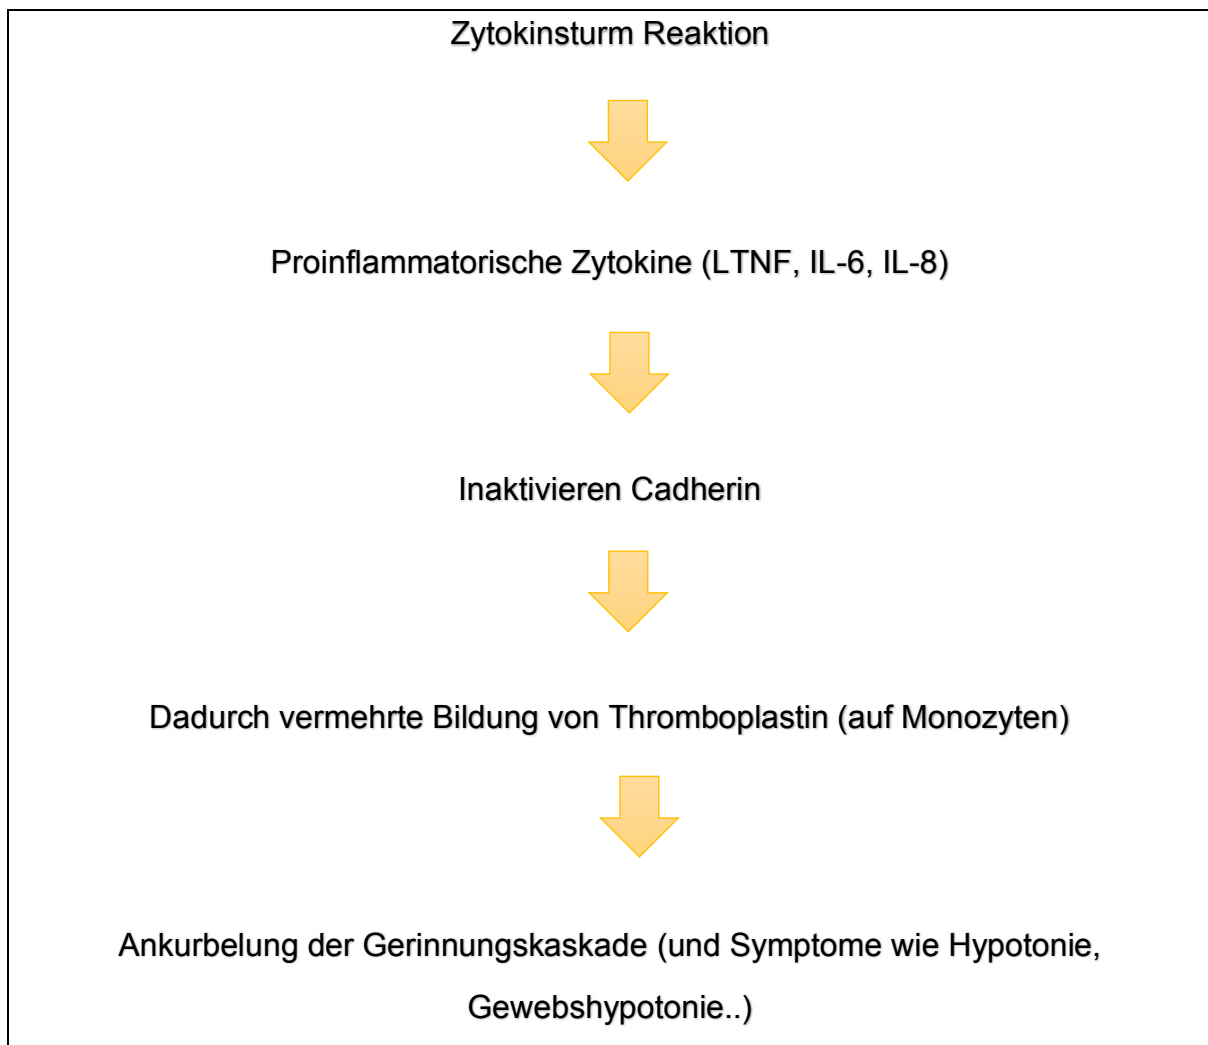 Zytokinsturm Reaktion
Proinflammatorische Zytokine (LTNF, IL-6, IL-8)
Inaktivieren Cadherin
Dadurch vermehrte Bildung von Thromboplastin (auf Monozyten)
Ankurbelung der Gerinnungskaskade (und Symptome wie Hypotonie,
Gewebshypotonie..)